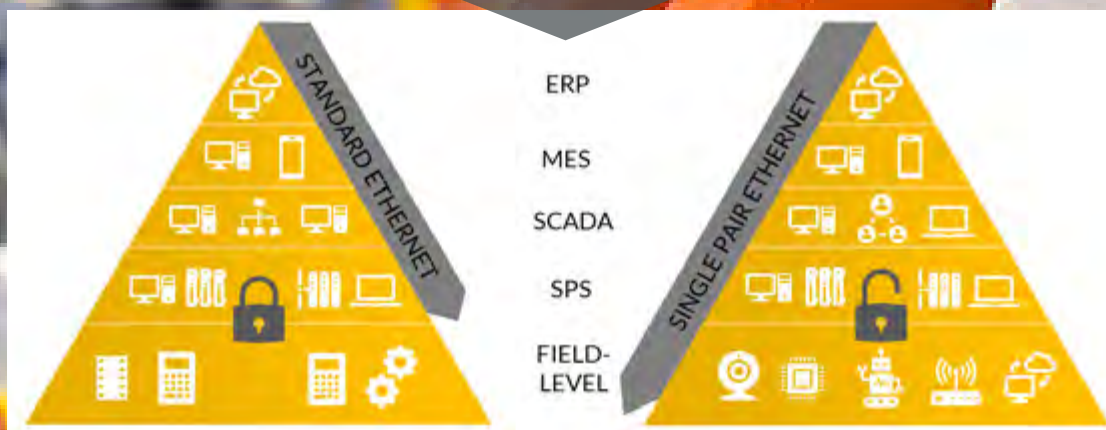 STANDARD ETHERNET
ERP
MES
SCADA
SPS
FIELD-
LEVEL
SINGLE PAIR ETHERNET